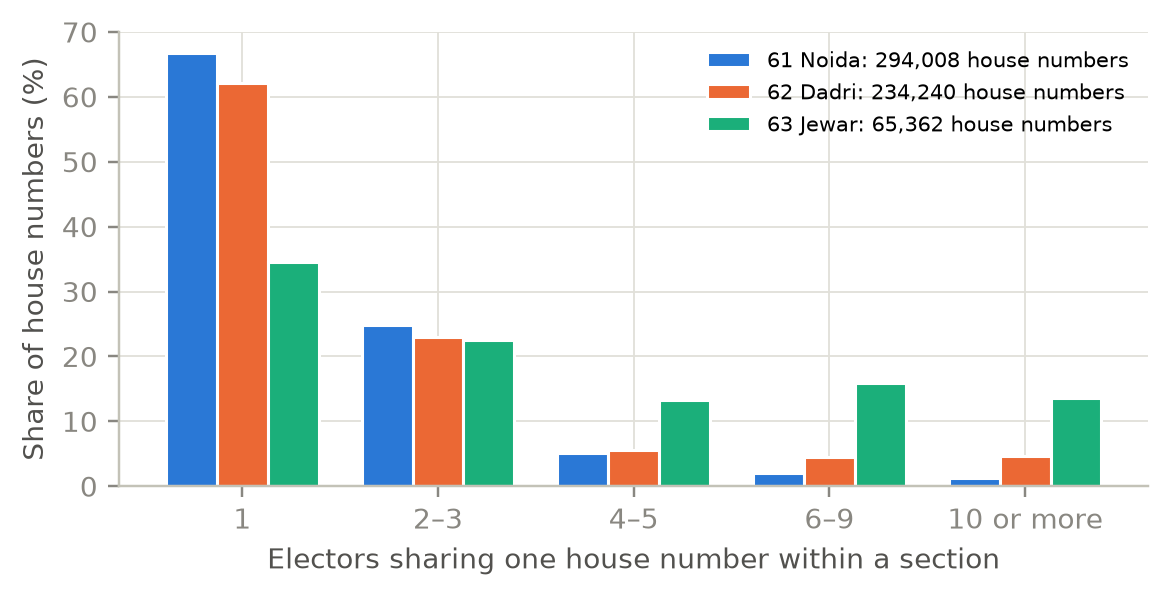 Share of house numbers (%)
70
60
50
40
30
20
10
0
61 Noida: 294,008 house numbers
62 Dadri: 234,240 house numbers
63 Jewar: 65,362 house numbers
1
2–3
4–5
6–9
10 or more
Electors sharing one house number within a section